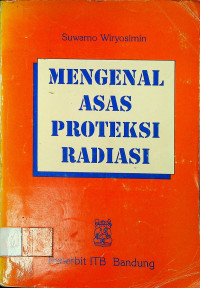 Suwarno Wiryosimin
MENGENAL
ASAS
PROTEKSI
RADIASI
Penerbit ITB Bandung